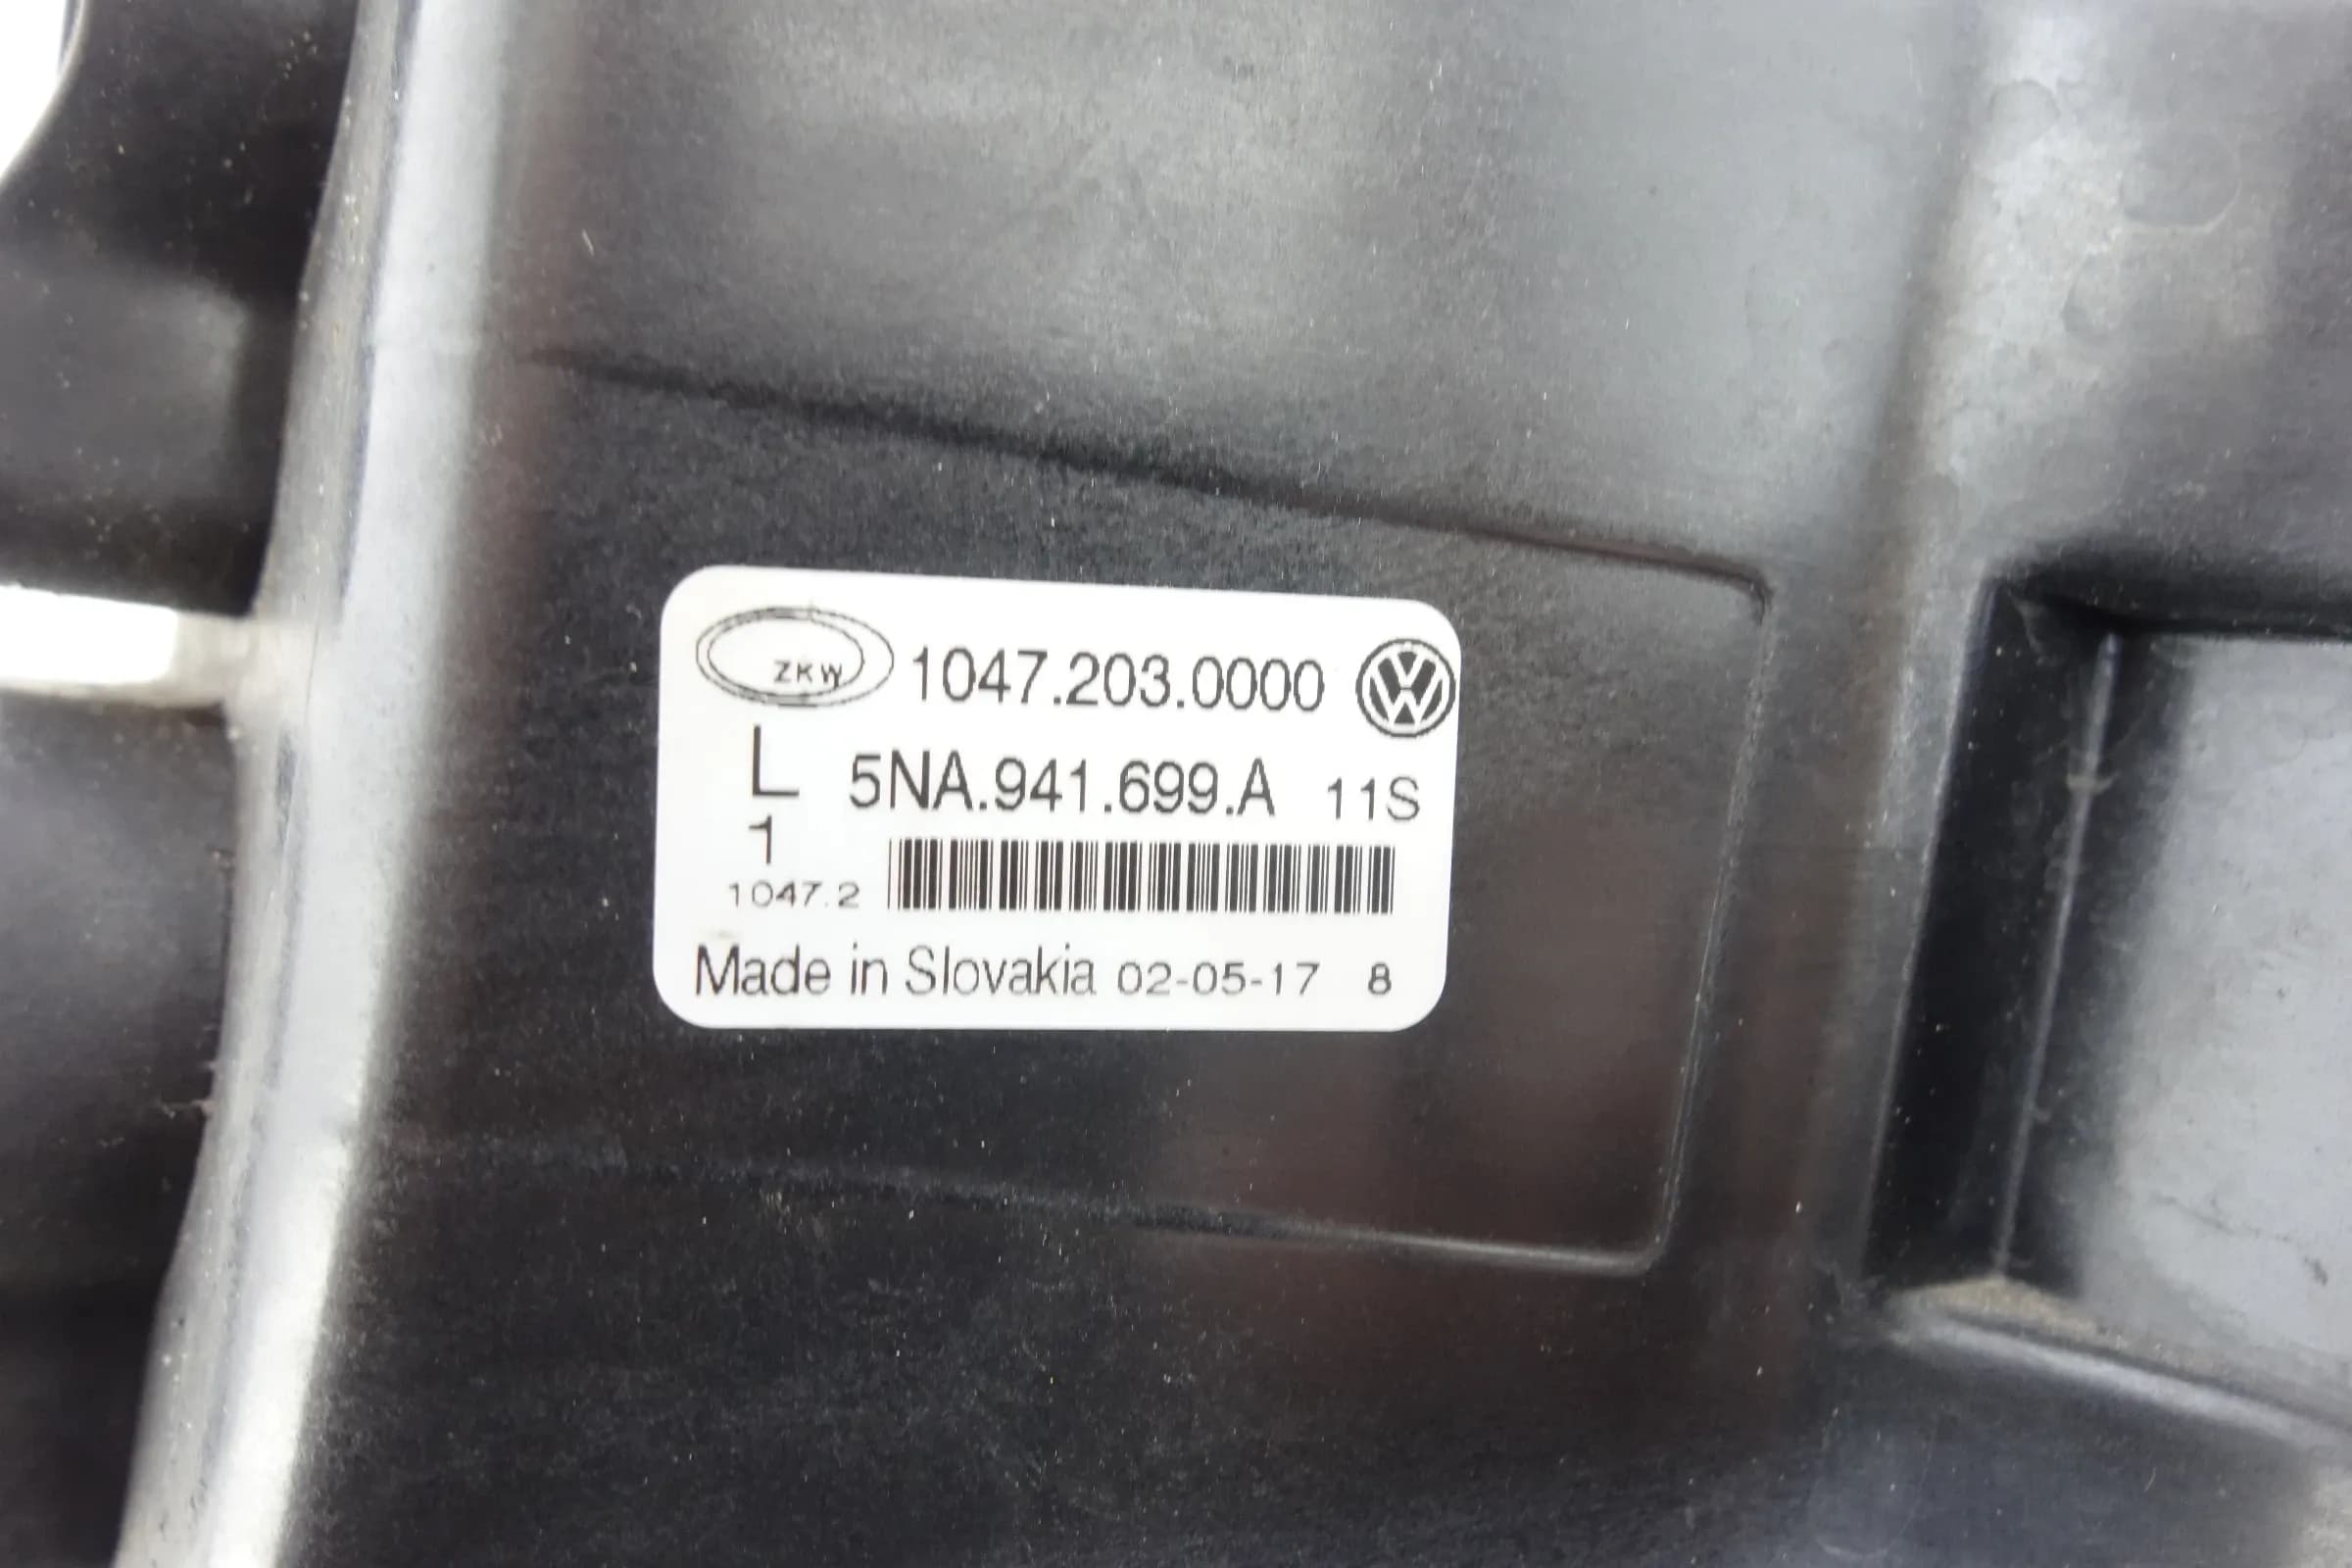 ZKW 1047.203.0000
L 5NA.941.699.A 11S
1
1047.2
Made in Slovakia 02-05-17 8